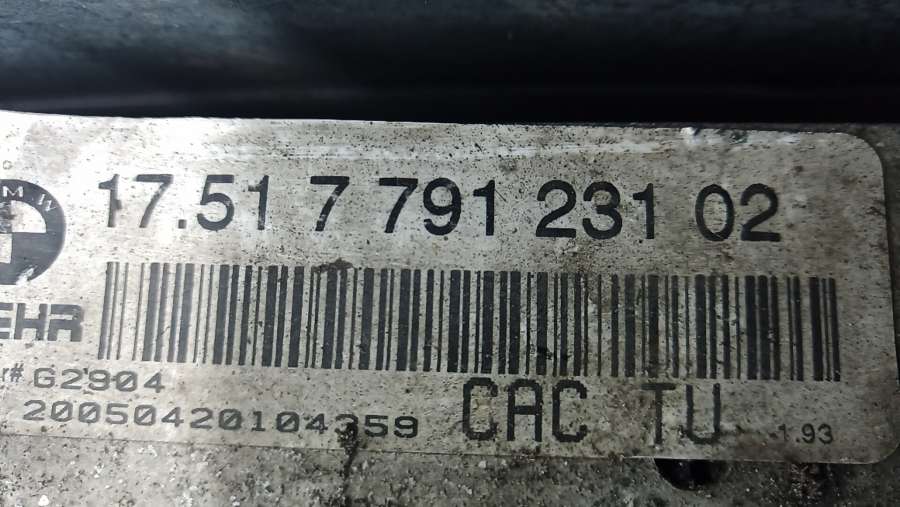 17.51 7 791 231 02
EHR
r# G2904
20050420104359 CAC TU 1.93